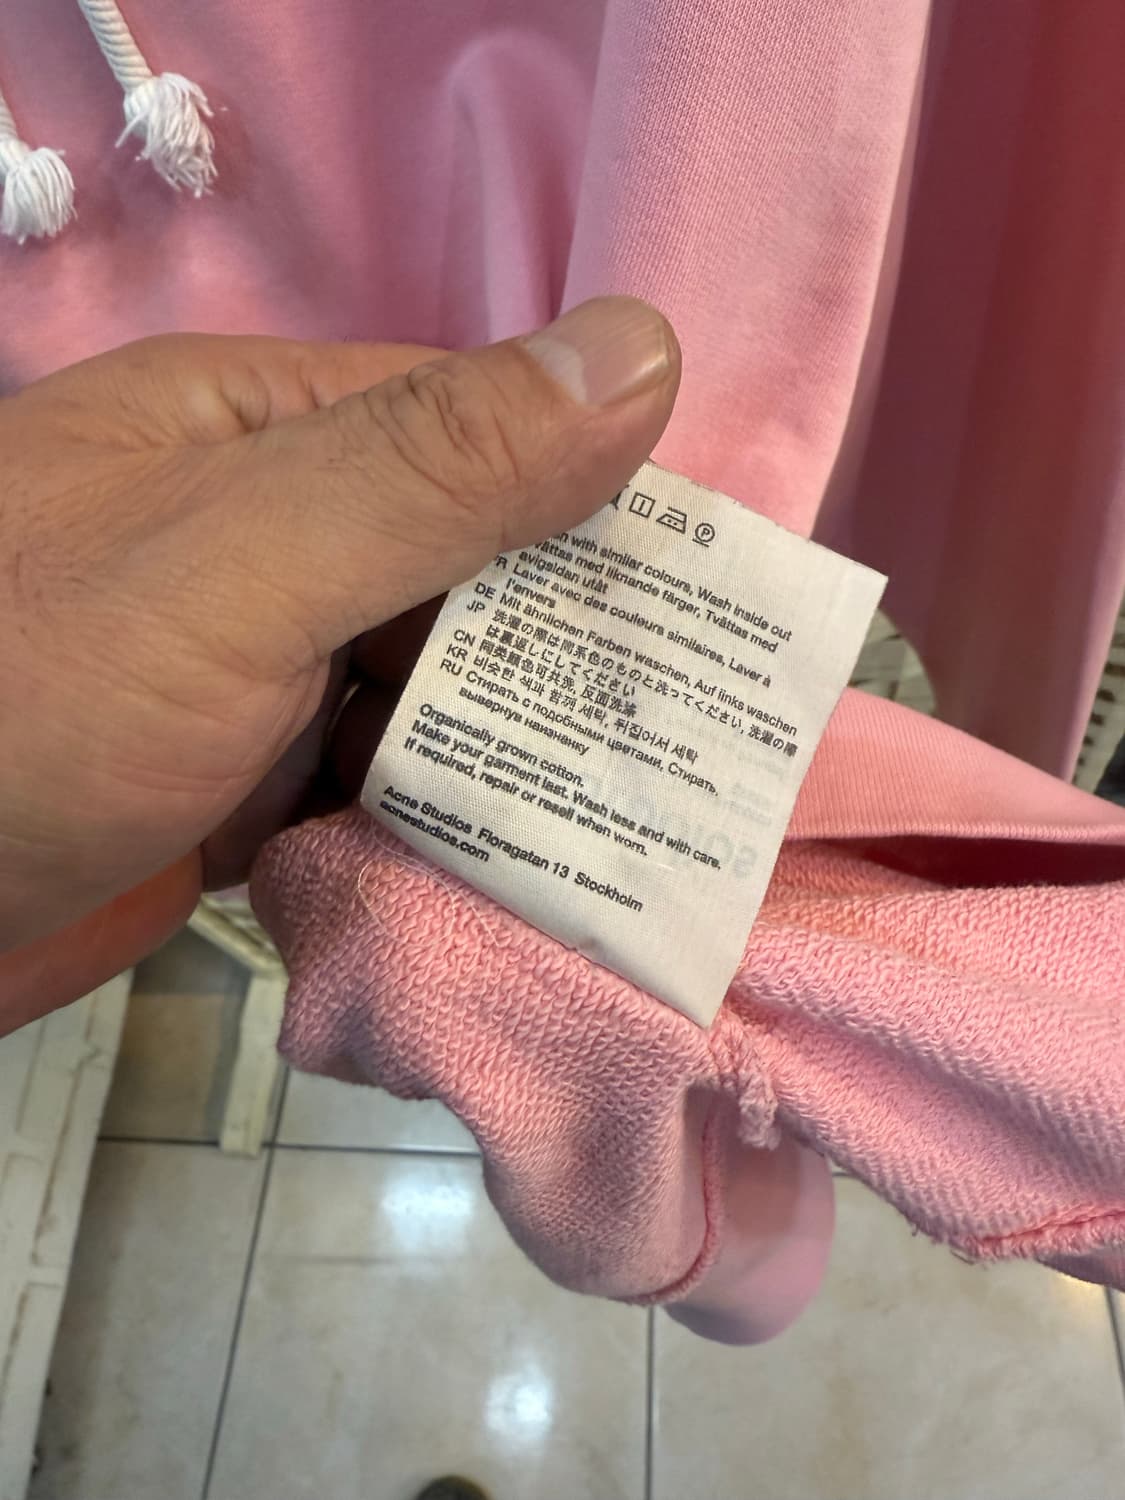 P
with similar colours, Wash inside out
Tvättas med liknande färger, Tvättas med
avigsidan utåt
FR Laver avec des couleurs similaires, Laver à
l'envers
DE Mit ähnlichen Farben waschen, Auf links waschen
JP 洗濯の際は同系色のものと洗ってください, 洗濯の際
は裏返しにしてください
CN 同类颜色可共洗, 反面洗涤
KR 비슷한 색과 함께 세탁, 뒤집어서 세탁
RU Стирать с подобными цветами, Стирать,
вывернув наизнанку
Organically grown cotton.
Make your garment last. Wash less and with care.
If required, repair or resell when worn.
Acne Studios Floragatan 13 Stockholm
acnestudios.com